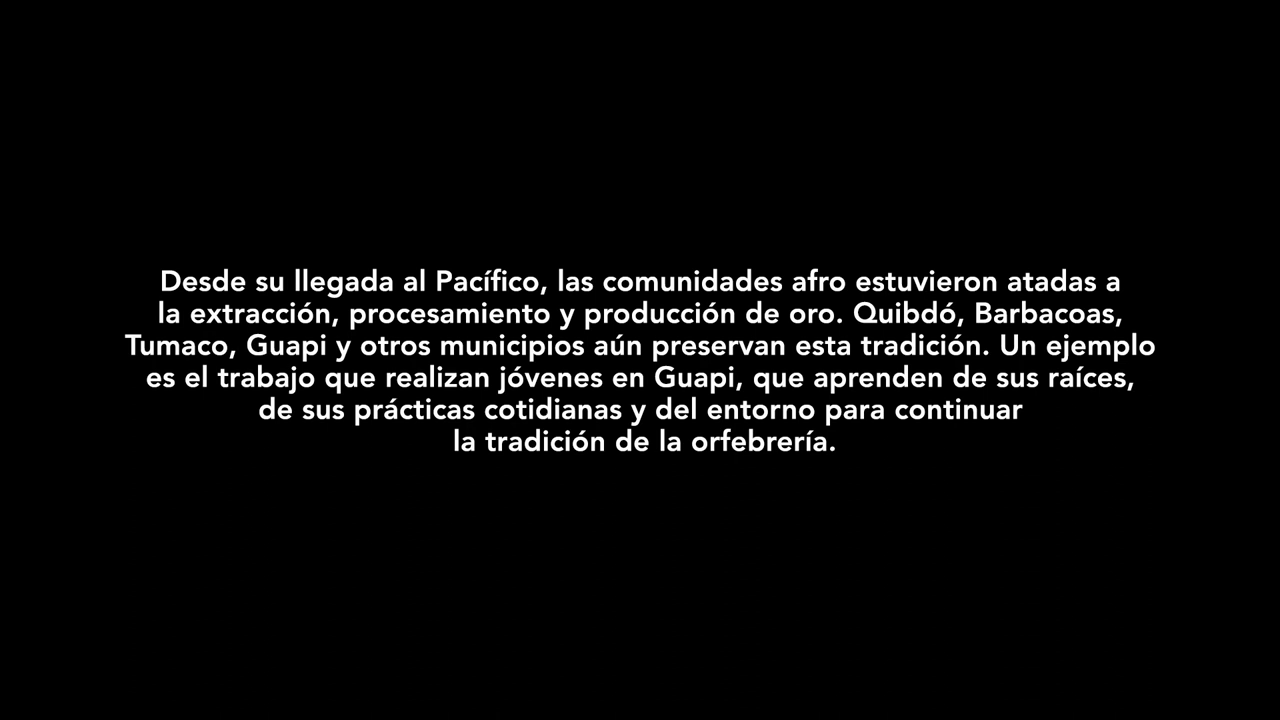 Desde su llegada al Pacífico, las comunidades afro estuvieron atadas a
la extracción, procesamiento y producción de oro. Quibdó, Barbacoas,
Tumaco, Guapi y otros municipios aún preservan esta tradición. Un ejemplo
es el trabajo que realizan jóvenes en Guapi, que aprenden de sus raíces,
de sus prácticas cotidianas y del entorno para continuar
la tradición de la orfebrería.